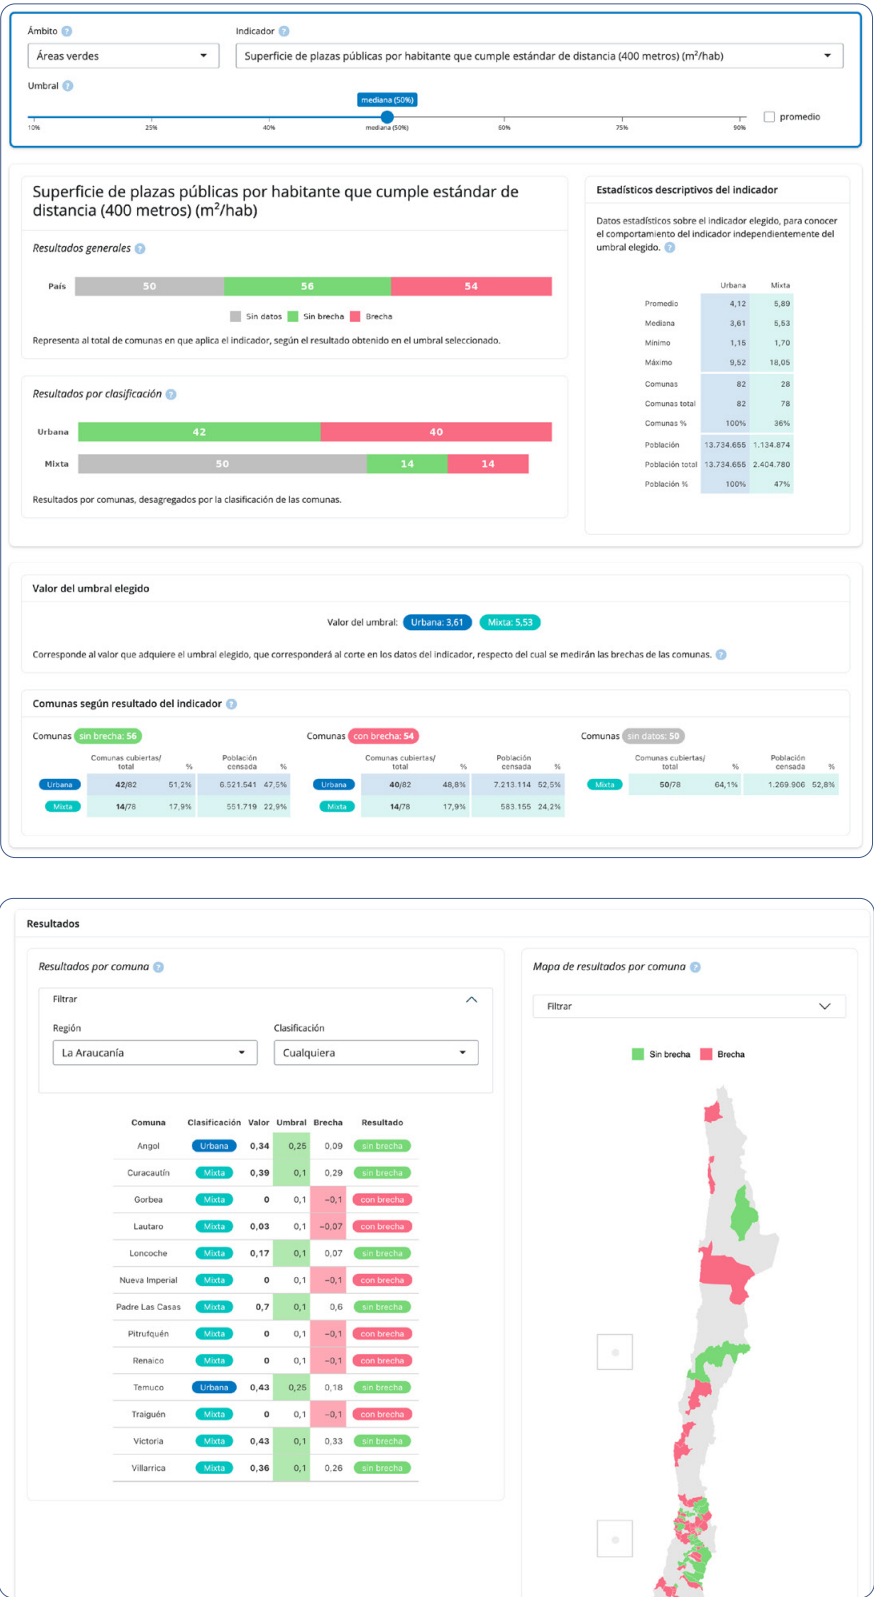 Ámbito ?
Indicador ?
Áreas verdes
Superficie de plazas públicas por habitante que cumple estándar de distancia (400 metros) (m²/hab)
Umbral ?
mediana (50%)
10% 25% 40% mediana (50%) 60% 75% 90%
promedio
Superficie de plazas públicas por habitante que cumple estándar de
distancia (400 metros) (m²/hab)
Resultados generales ?
País 50 56 54
Sin datos Sin brecha Brecha
Representa al total de comunas en que aplica el indicador, según el resultado obtenido en el umbral seleccionado.
Resultados por clasificación ?
Urbana 42 40
Mixta 50 14 14
Resultados por comunas, desagregados por la clasificación de las comunas.
Estadísticos descriptivos del indicador
Datos estadísticos sobre el indicador elegido, para conocer
el comportamiento del indicador independientemente del
umbral elegido. ?
Urbana Mixta
Promedio 4,12 5,89
Mediana 3,61 5,53
Mínimo 1,15 1,70
Máximo 9,52 18,05
Comunas 82 28
Comunas total 82 78
Comunas % 100% 36%
Población 13.734.655 1.134.874
Población total 13.734.655 2.404.780
Población % 100% 47%
Valor del umbral elegido
Valor del umbral: Urbana: 3,61 Mixta: 5,53
Corresponde al valor que adquiere el umbral elegido, que corresponderá al corte en los datos del indicador, respecto del cual se medirán las brechas de las comunas. ?
Comunas según resultado del indicador ?
Comunas sin brecha: 56
Comunas cubiertas/ total % Población censada %
Urbana 42/82 51,2% 6.521.541 47,5%
Mixta 14/78 17,9% 551.719 22,9%
Comunas con brecha: 54
Comunas cubiertas/ total % Población censada %
Urbana 40/82 48,8% 7.213.114 52,5%
Mixta 14/78 17,9% 583.155 24,2%
Comunas sin datos: 50
Comunas cubiertas/ total % Población censada %
Mixta 50/78 64,1% 1.269.906 52,8%
Resultados
Resultados por comuna ?
Filtrar
Región
Clasificación
La Araucanía
Cualquiera
Comuna Clasificación Valor Umbral Brecha Resultado
Angol Urbana 0,34 0,25 0,09 sin brecha
Curacautín Mixta 0,39 0,1 0,29 sin brecha
Gorbea Mixta 0 0,1 −0,1 con brecha
Lautaro Mixta 0,03 0,1 −0,07 con brecha
Loncoche Mixta 0,17 0,1 0,07 sin brecha
Nueva Imperial Mixta 0 0,1 −0,1 con brecha
Padre Las Casas Mixta 0,7 0,1 0,6 sin brecha
Pitrufquén Mixta 0 0,1 −0,1 con brecha
Renaico Mixta 0 0,1 −0,1 con brecha
Temuco Urbana 0,43 0,25 0,18 sin brecha
Traiguén Mixta 0 0,1 −0,1 con brecha
Victoria Mixta 0,43 0,1 0,33 sin brecha
Villarrica Mixta 0,36 0,1 0,26 sin brecha
Mapa de resultados por comuna ?
Filtrar
Sin brecha Brecha